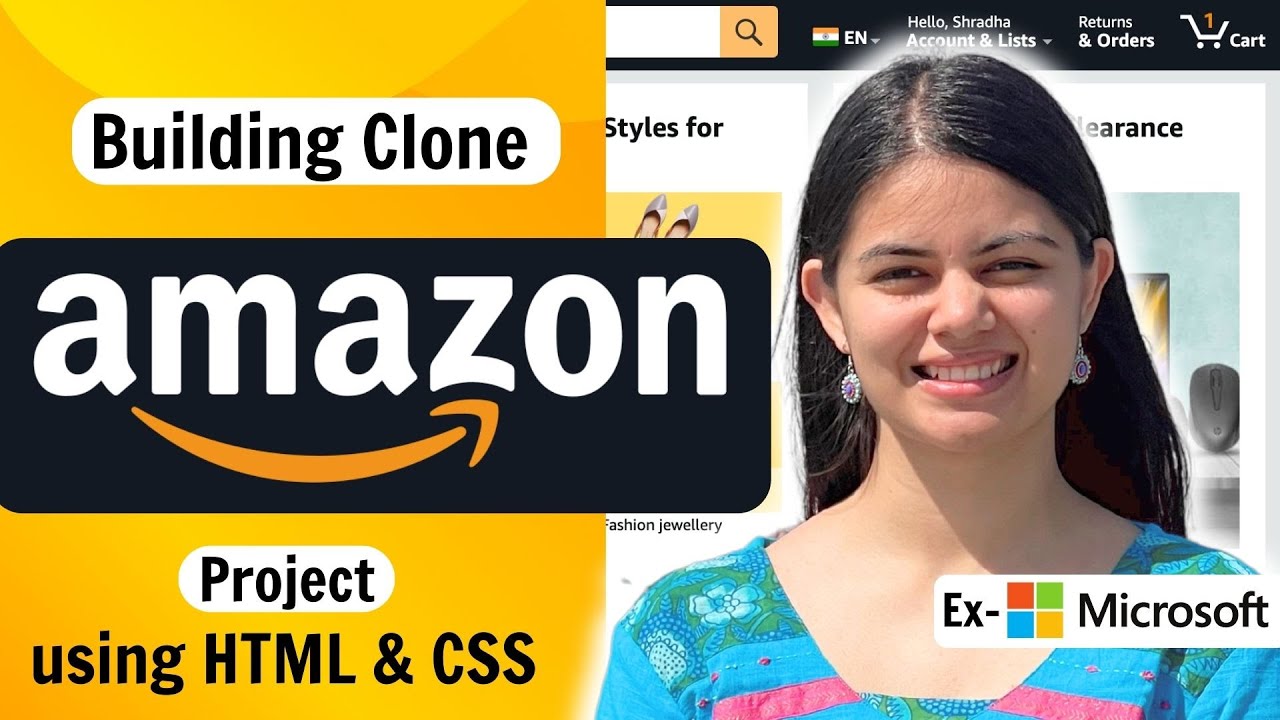 Building Clone
amazon
Project
using HTML & CSS
EN
Hello, Shradha
Account & Lists
Returns
& Orders
1
Cart
Styles for
learance
Fashion jewellery
hp
Ex- Microsoft